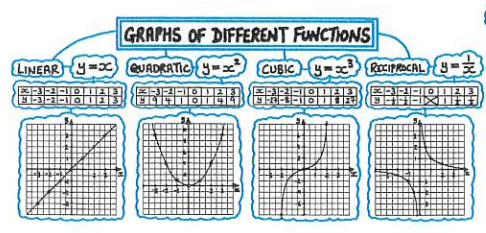 GRAPHS OF DIFFERENT FUNCTIONS
LINEAR y=x
QUADRATIC y=x²
CUBIC y=x³
RECIPROCAL y=1/x
x -3 -2 -1 0 1 2 3
y -3 -2 -1 0 1 2 3
x -3 -2 -1 0 1 2 3
y 9 4 1 0 1 4 9
x -3 -2 -1 0 1 2 3
y -27 -8 -1 0 1 8 27
x -3 -2 -1 0 1 2 3